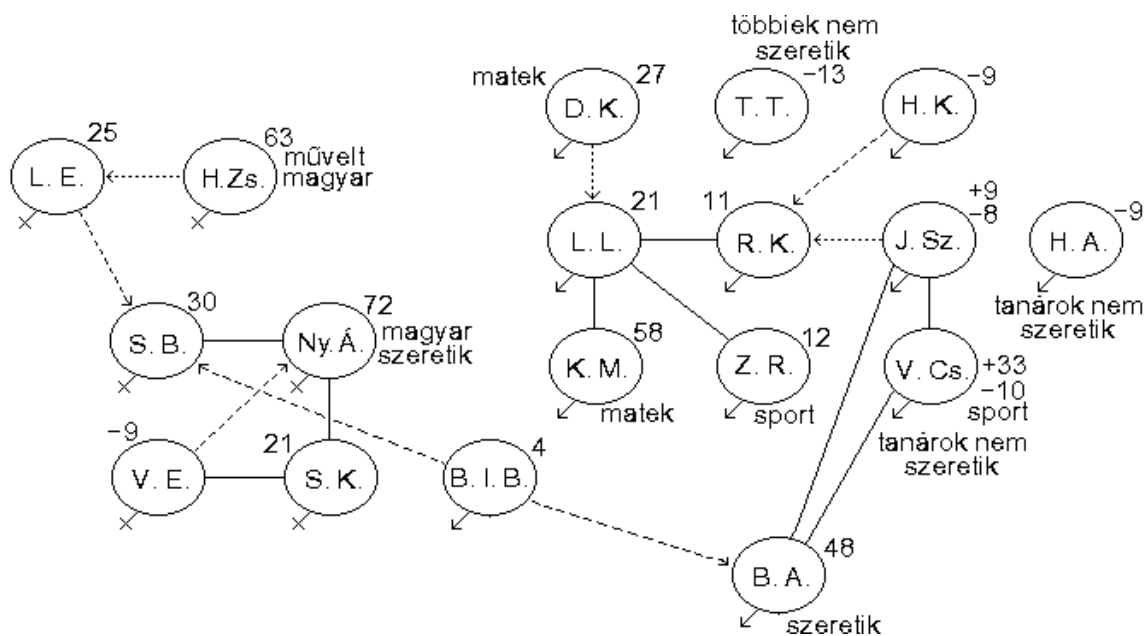 többiek nem
szeretik
matek
27
−13
−9
D. K.
T. T.
H. K.
25
63
művelt
magyar
L. E.
H.Zs.
21
11
+9
−8
−9
L. L.
R. K.
J. Sz.
H. A.
tanárok nem
szeretik
30
72
magyar
szeretik
S. B.
Ny. Á.
58
12
K. M.
Z. R.
V. Cs.
+33
−10
sport
matek
sport
tanárok nem
szeretik
−9
21
4
V. E.
S. K.
B. I. B.
48
B. A.
szeretik